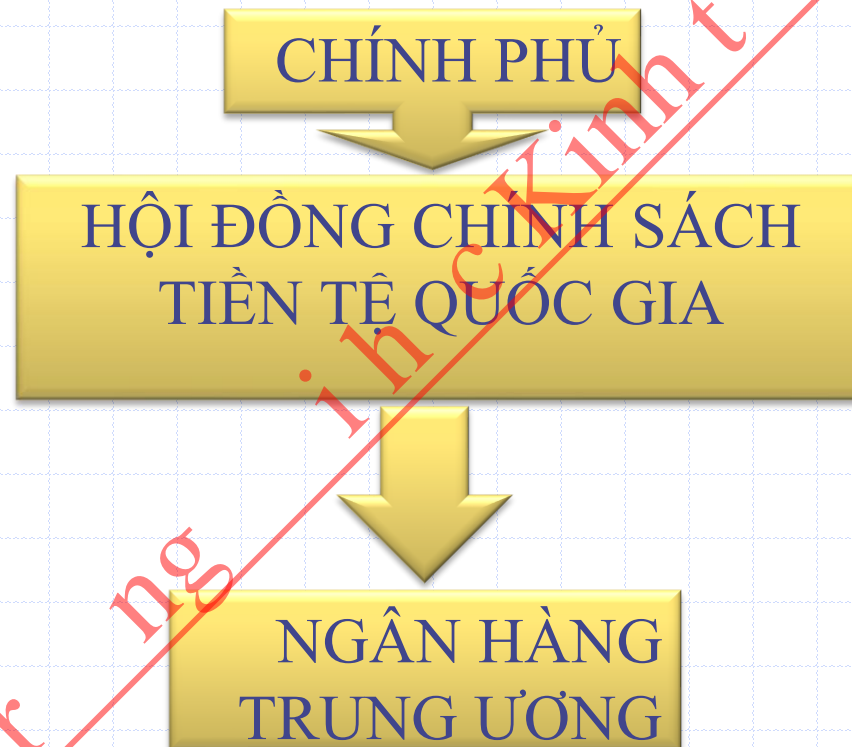 CHÍNH PHỦ
HỘI ĐỒNG CHÍNH SÁCH
TIỀN TỆ QUỐC GIA
NGÂN HÀNG
TRUNG ƯƠNG